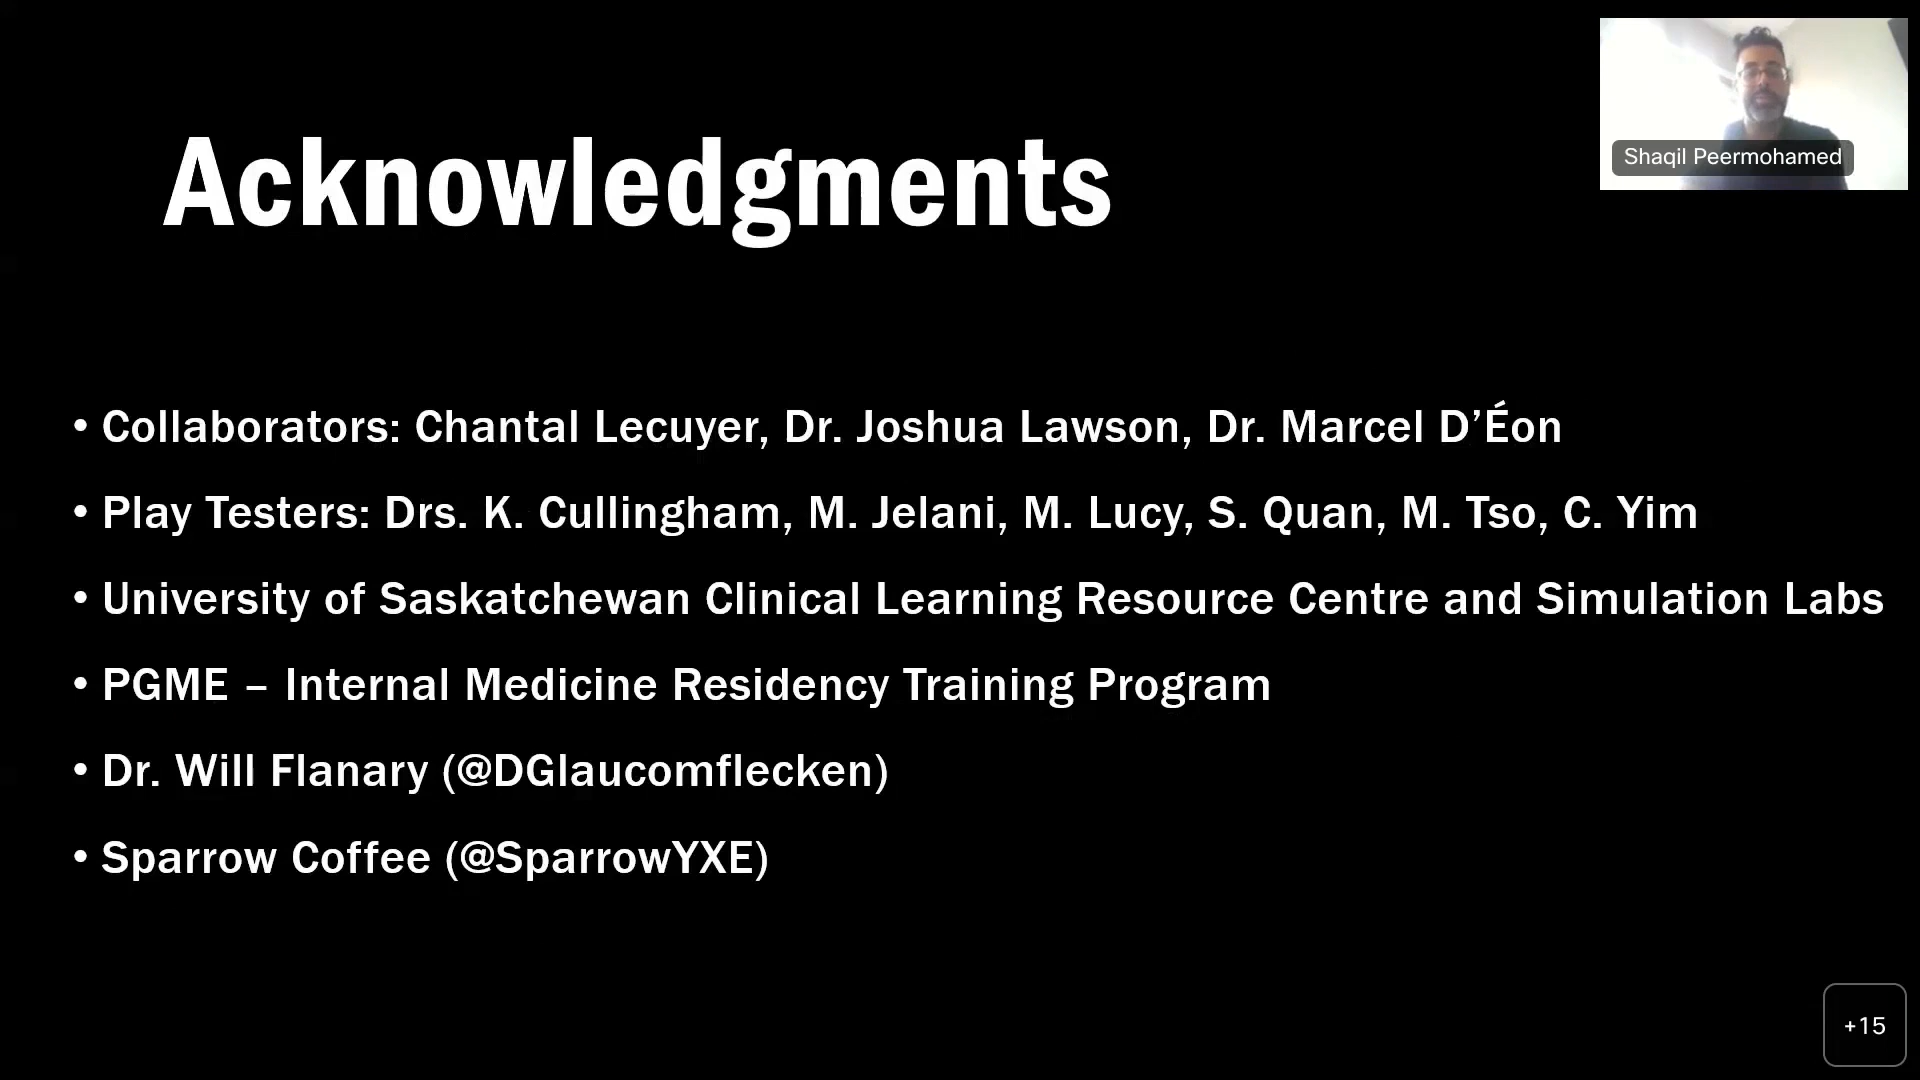 Acknowledgments
Shaqil Peermohamed
• Collaborators: Chantal Lecuyer, Dr. Joshua Lawson, Dr. Marcel D’Éon
• Play Testers: Drs. K. Cullingham, M. Jelani, M. Lucy, S. Quan, M. Tso, C. Yim
• University of Saskatchewan Clinical Learning Resource Centre and Simulation Labs
• PGME – Internal Medicine Residency Training Program
• Dr. Will Flanary (@DGlaucomflecken)
• Sparrow Coffee (@SparrowYXE)
+15